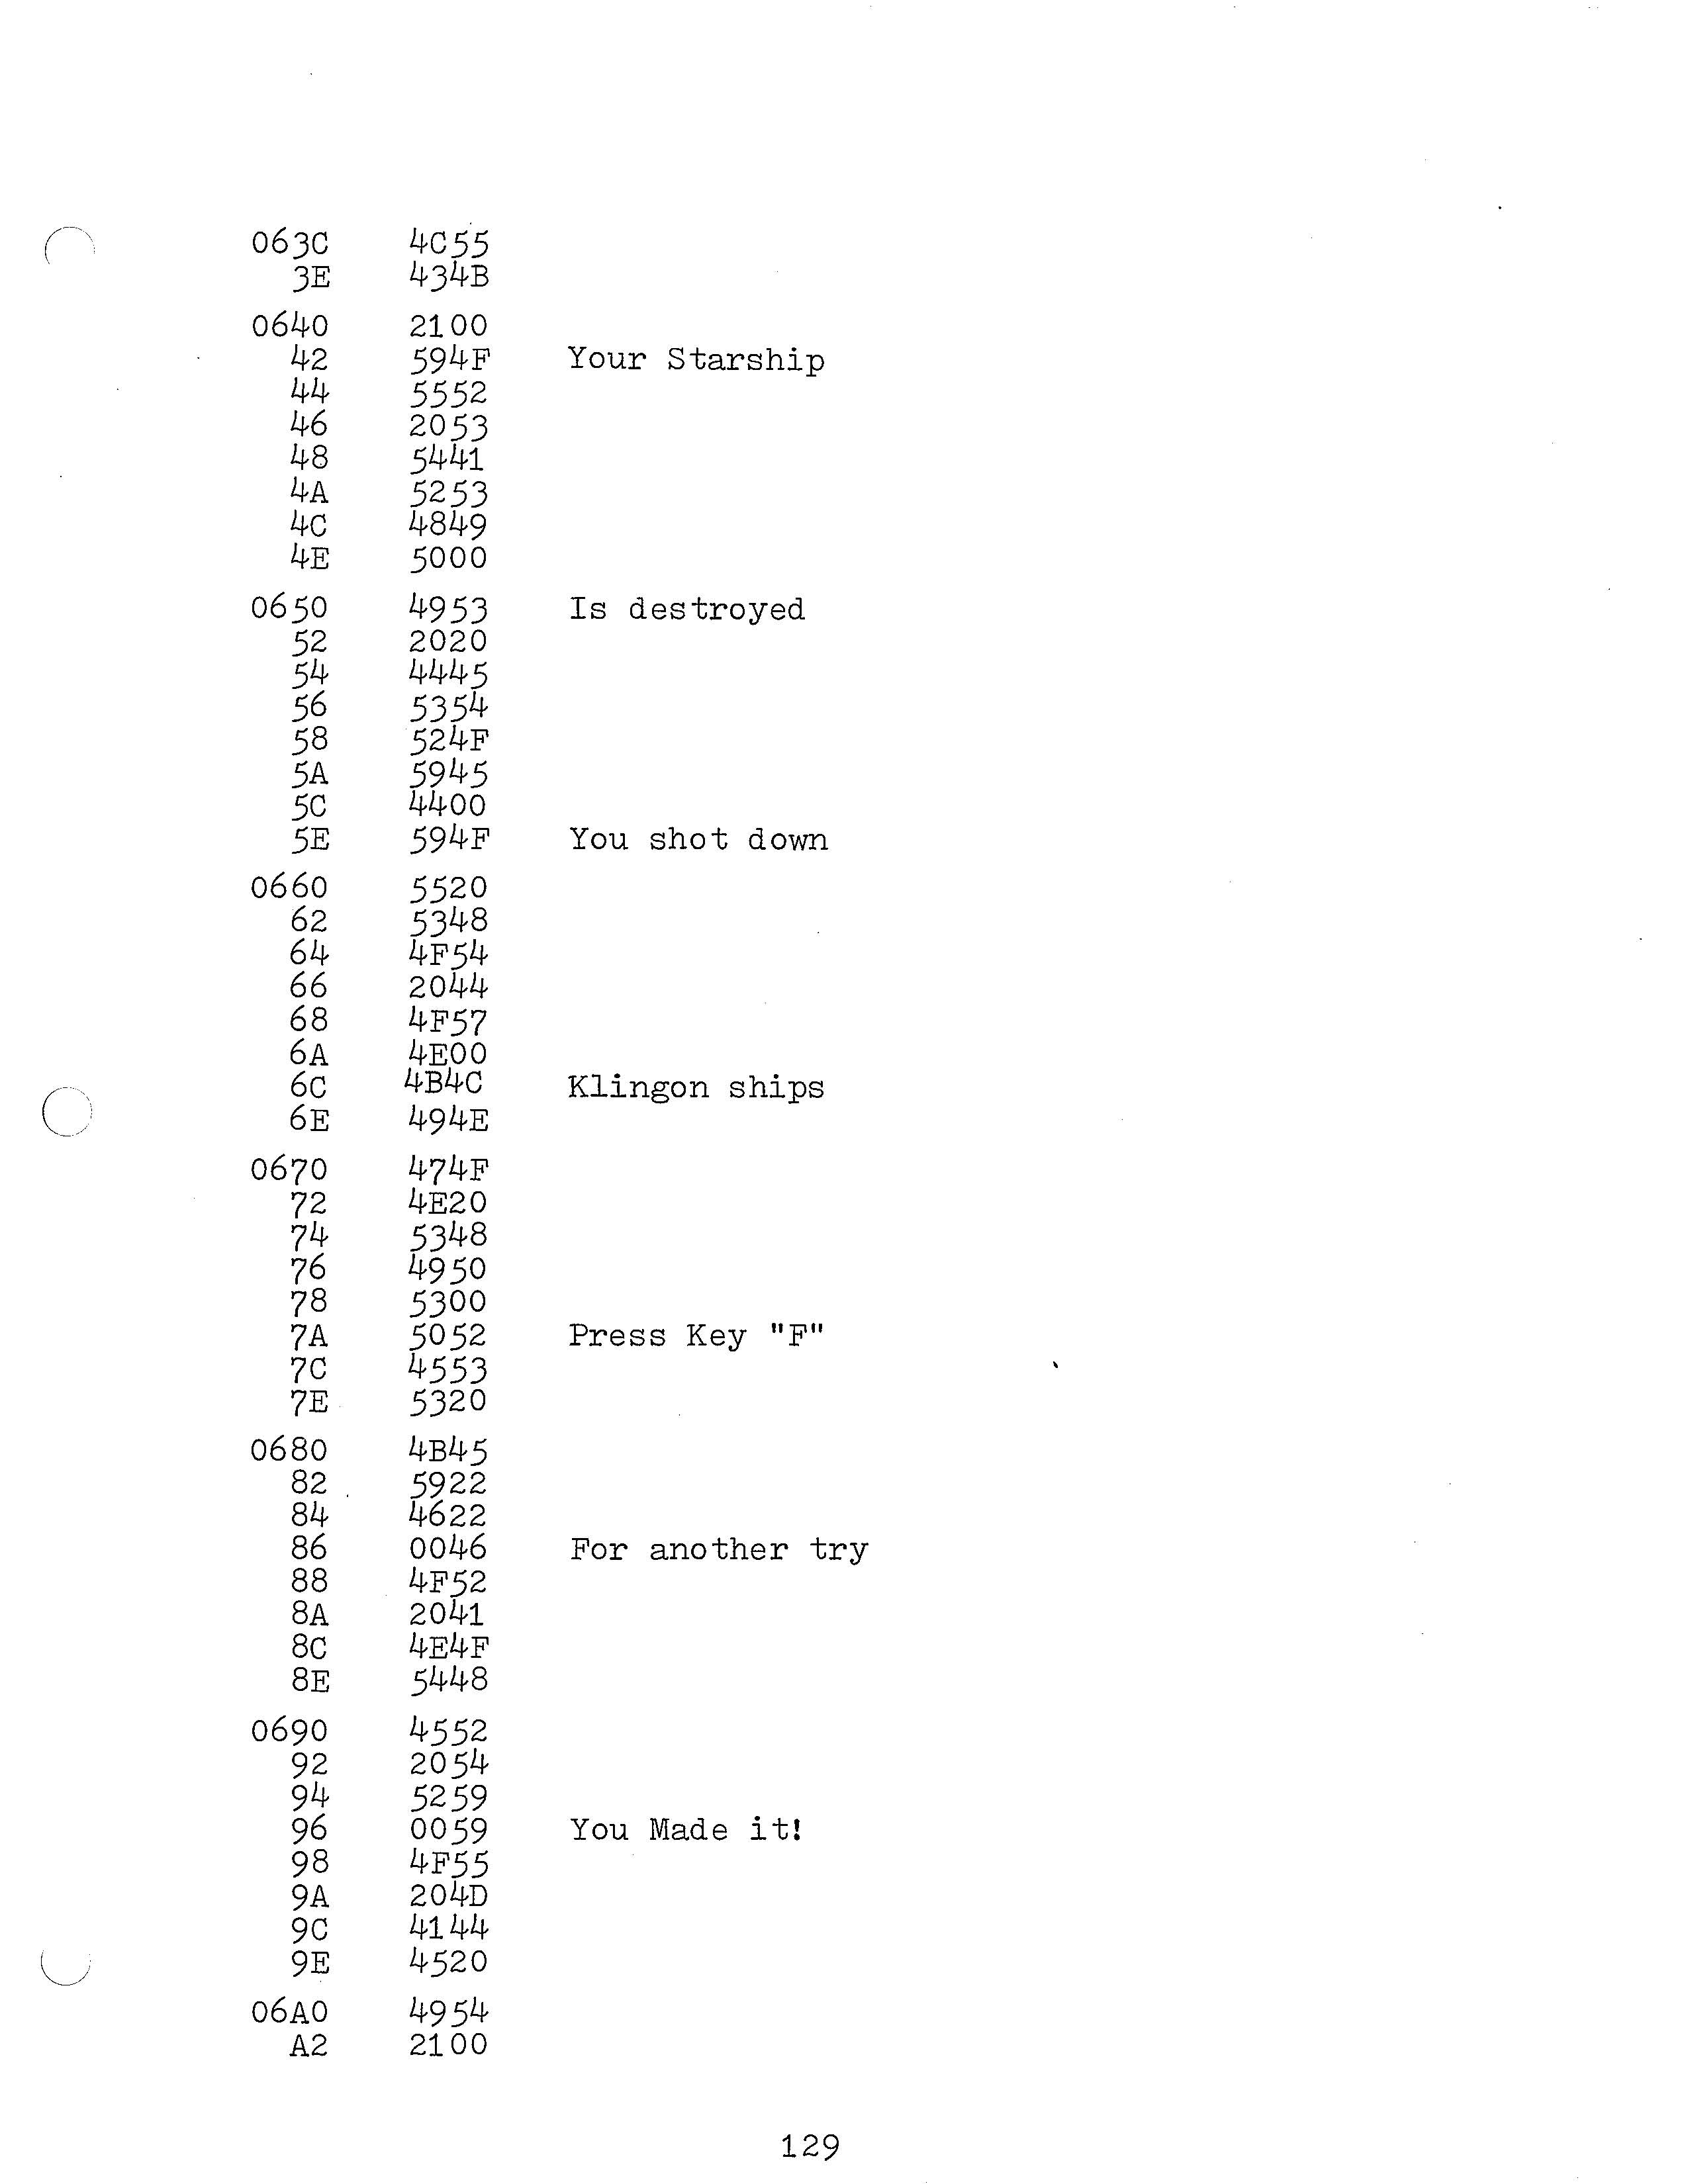 063C 4C55
3E 434B
0640 2100
42 594F Your Starship
44 5552
46 2053
48 5441
4A 5253
4C 4849
4E 5000
0650 4953 Is destroyed
52 2020
54 4445
56 5354
58 524F
5A 5945
5C 4400
5E 594F You shot down
0660 5520
62 5348
64 4F54
66 2044
68 4F57
6A 4E00
6C 4B4C Klingon ships
6E 494E
0670 474F
72 4E20
74 5348
76 4950
78 5300
7A 5052 Press Key "F"
7C 4553
7E 5320
0680 4B45
82 5922
84 4622
86 0046 For another try
88 4F52
8A 2041
8C 4E4F
8E 5448
0690 4552
92 2054
94 5259
96 0059 You Made it!
98 4F55
9A 204D
9C 4144
9E 4520
06A0 4954
A2 2100
129